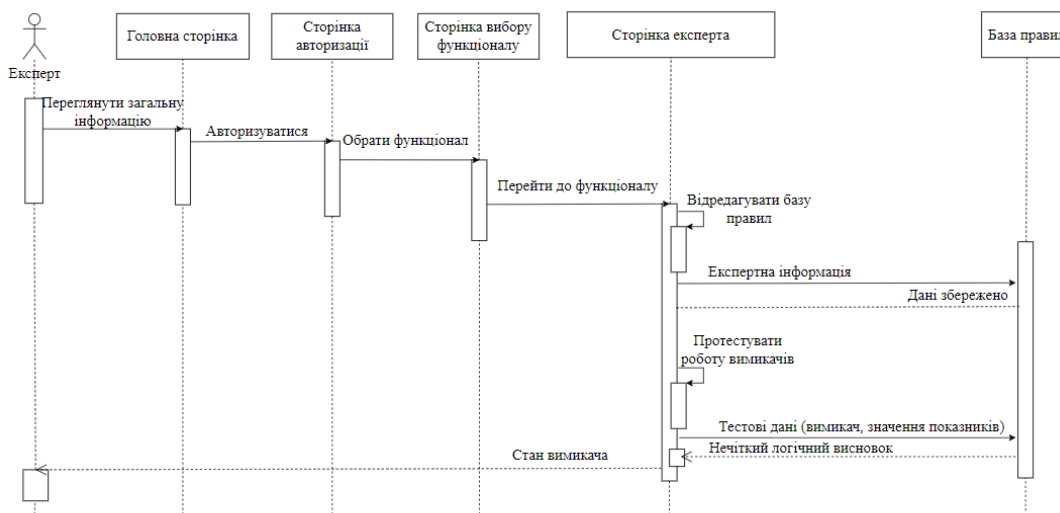 Експерт
Головна сторінка
Сторінка
авторизації
Сторінка вибору
функціоналу
Сторінка експерта
База правил
Переглянути загальну
інформацію
Авторизуватися
Обрати функціонал
Перейти до функціоналу
Відредагувати базу
правил
Експертна інформація
Дані збережено
Протестувати
роботу вимикачів
Тестові дані (вимикач, значення показників)
Нечіткий логічний висновок
Стан вимикача